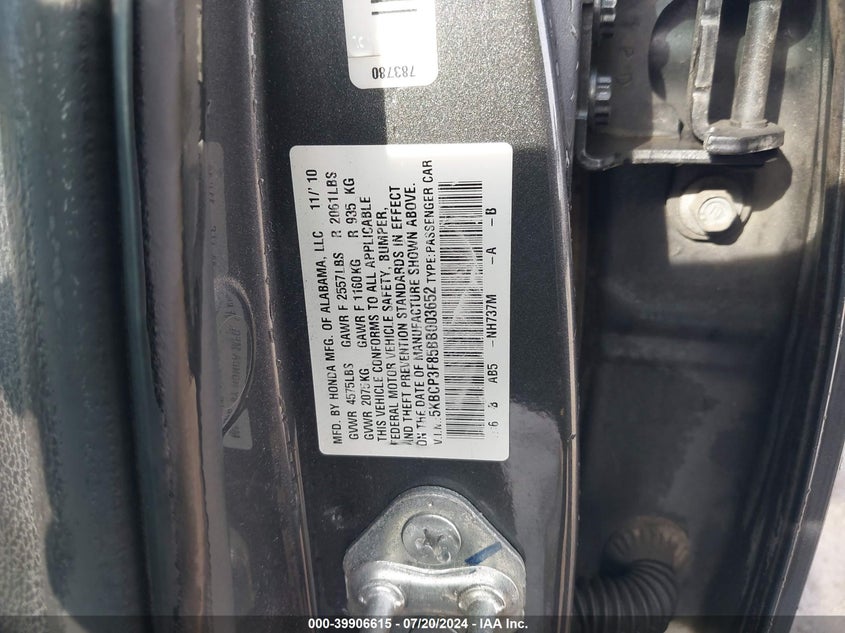 783780
MFD. BY HONDA MFG. OF ALABAMA, LLC 11/'10
GVWR 4575LBS GAWR F 2557LBS R 2061LBS
GVWR 2075KG GAWR F 1160KG R 935 KG
THIS VEHICLE CONFORMS TO ALL APPLICABLE
FEDERAL MOTOR VEHICLE SAFETY, BUMPER,
AND THEFT PREVENTION STANDARDS IN EFFECT
ON THE DATE OF MANUFACTURE SHOWN ABOVE.
V.I.N.: 5KBCP3F85BB003652 TYPE: PASSENGER CAR
6 3 AB5 -NH737M -A -B
000-39906615 - 07/20/2024 - IAA Inc.